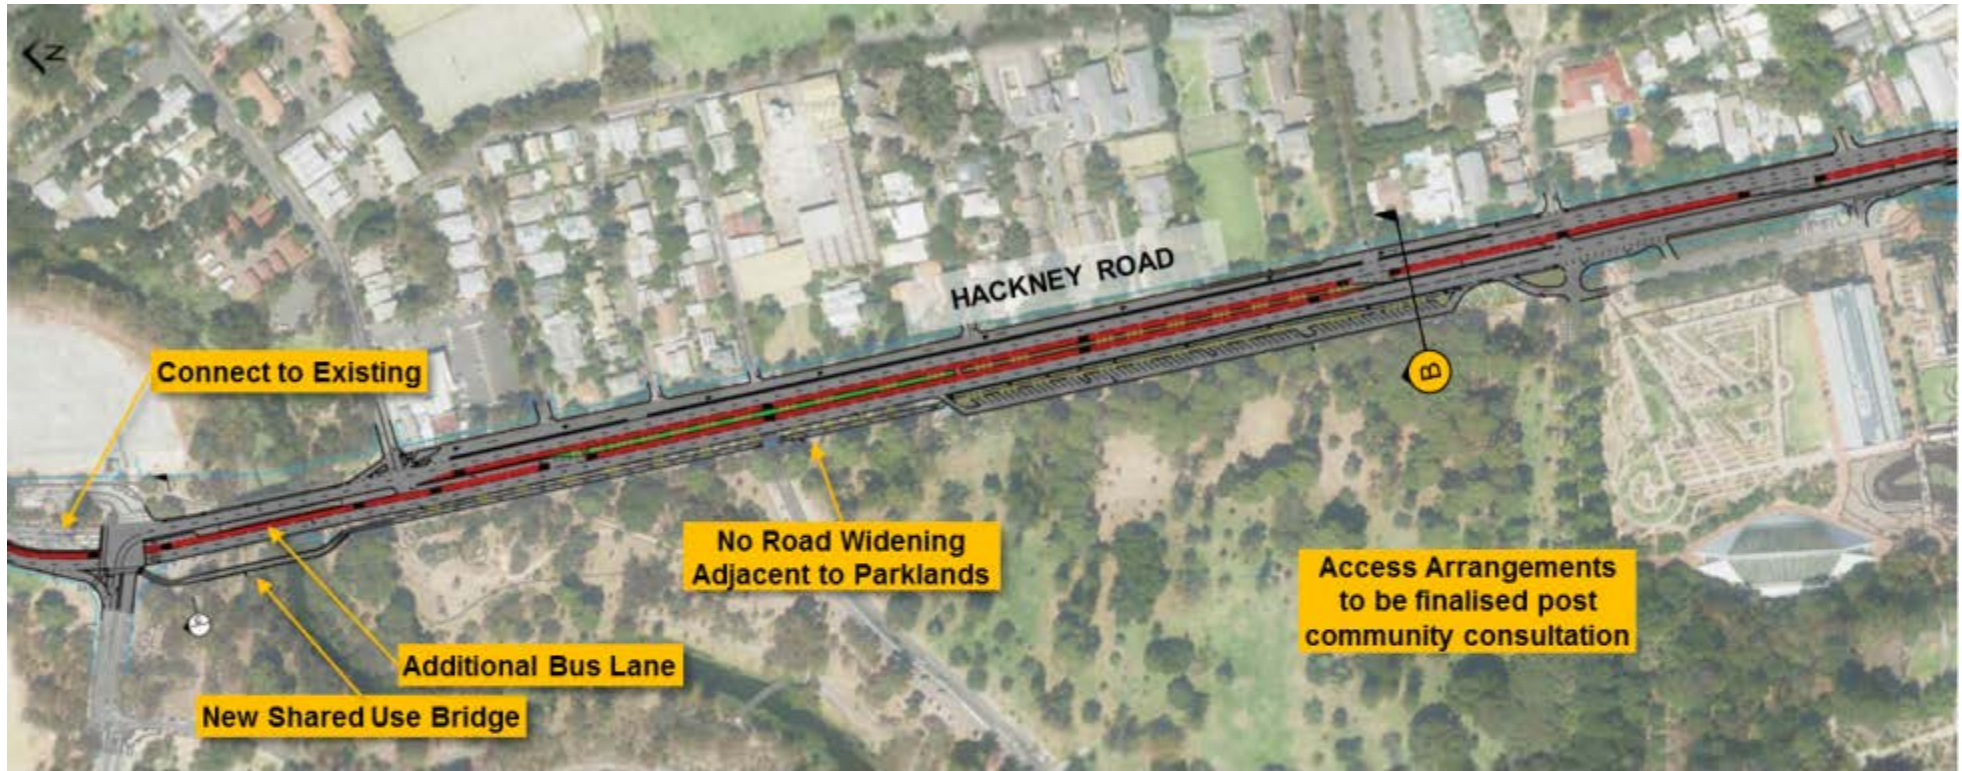 N
HACKNEY ROAD
Connect to Existing
B
No Road Widening
Adjacent to Parklands
Access Arrangements
to be finalised post
community consultation
Additional Bus Lane
New Shared Use Bridge